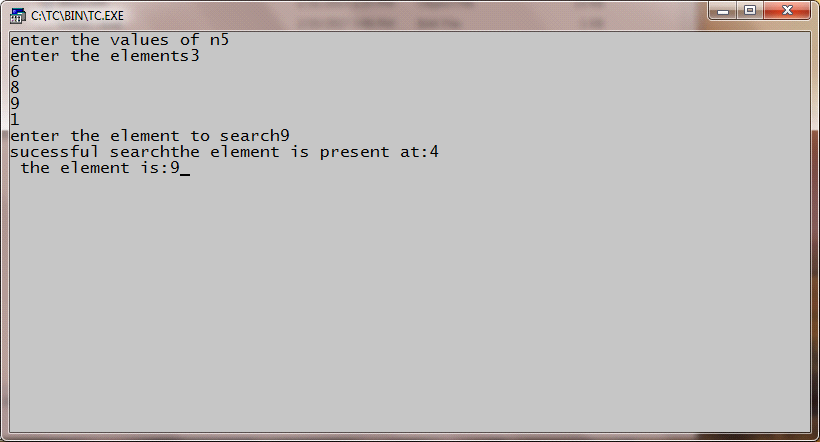 C:\TC\BIN\TC.EXE
enter the values of n5
enter the elements3
6
8
9
1
enter the element to search9
sucessful searchthe element is present at:4
 the element is:9_